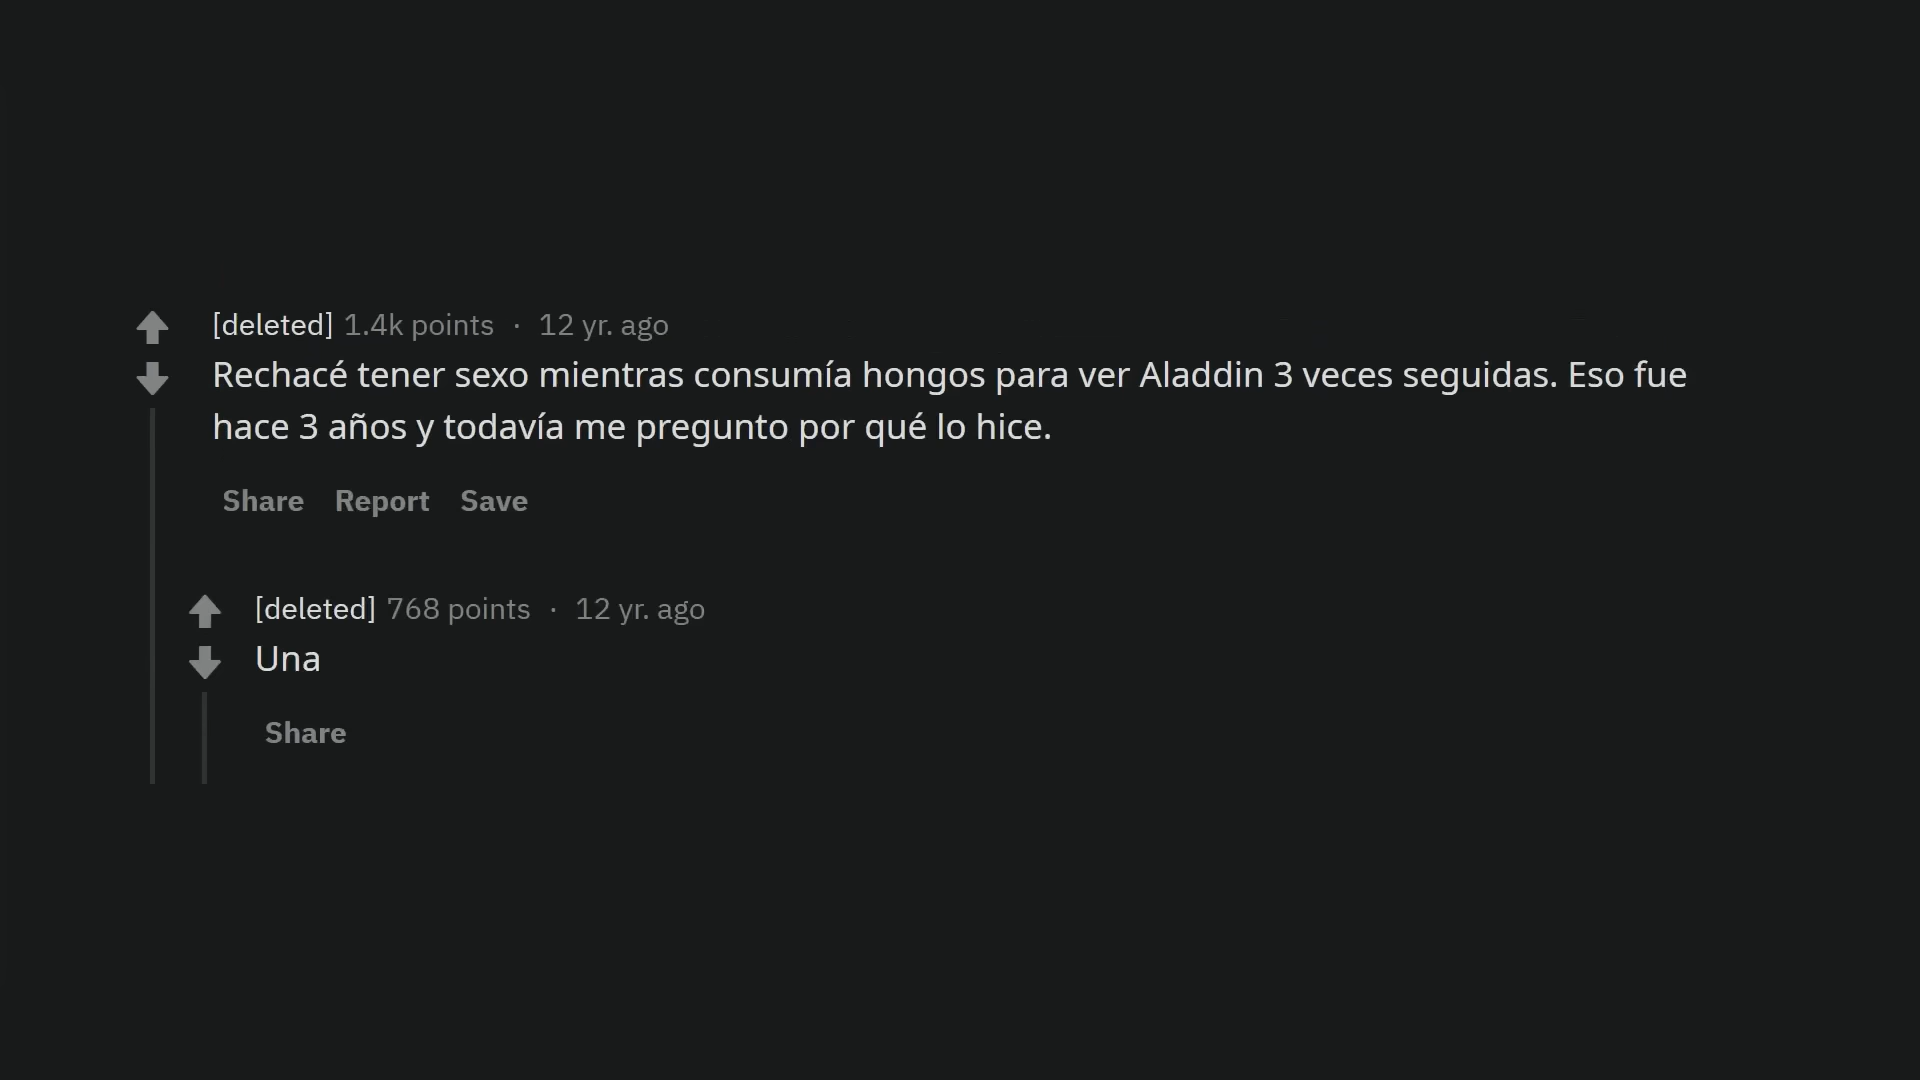 [deleted] 1.4k points · 12 yr. ago
Rechacé tener sexo mientras consumía hongos para ver Aladdin 3 veces seguidas. Eso fue
hace 3 años y todavía me pregunto por qué lo hice.
Share Report Save
[deleted] 768 points · 12 yr. ago
Una
Share